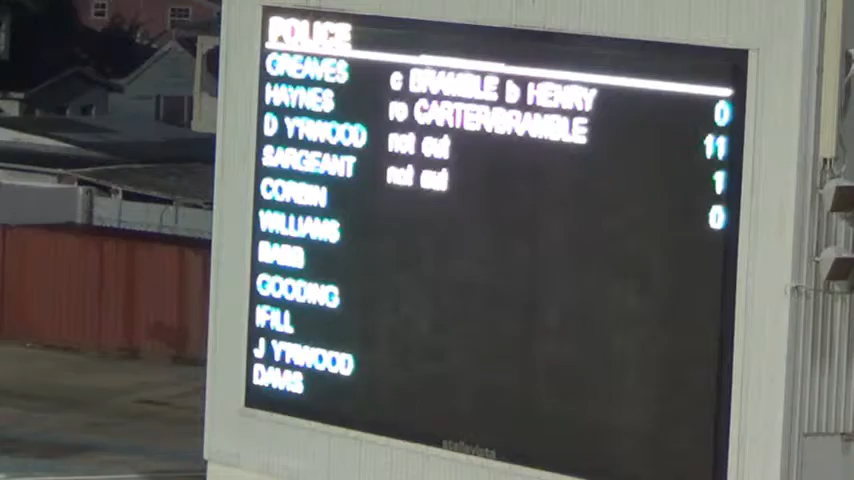 POLICE
GREAVES c BRAMBLE b HENRY 0
HAYNES ro CARTER/BRAMBLE 11
D YRWOOD not out 1
SARGEANT not out 0
CORBIN
WILLIAMS
BABB
GOODING
IFILL
J YRWOOD
DAVIS